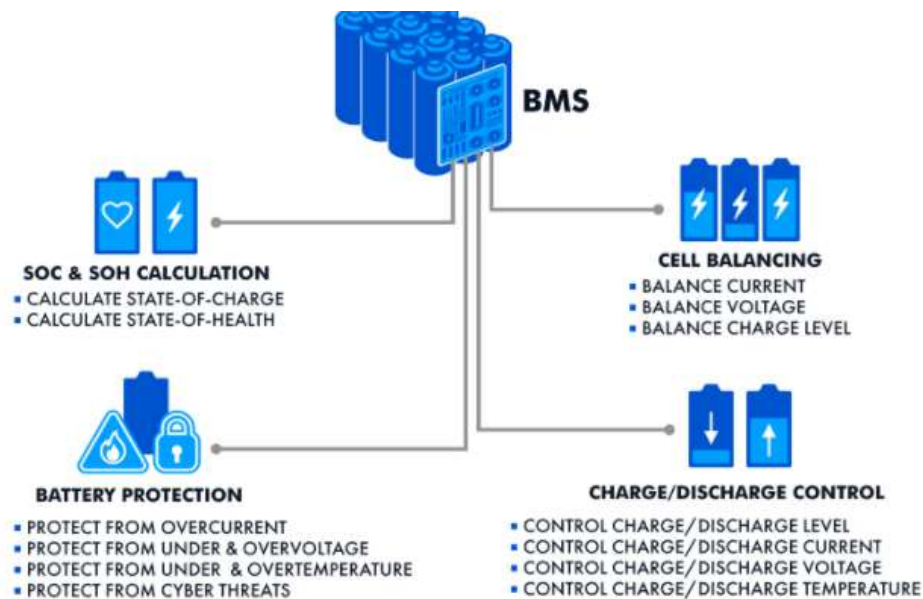 BMS
SOC & SOH CALCULATION
▪ CALCULATE STATE-OF-CHARGE
▪ CALCULATE STATE-OF-HEALTH
CELL BALANCING
▪ BALANCE CURRENT
▪ BALANCE VOLTAGE
▪ BALANCE CHARGE LEVEL
BATTERY PROTECTION
▪ PROTECT FROM OVERCURRENT
▪ PROTECT FROM UNDER & OVERVOLTAGE
▪ PROTECT FROM UNDER & OVERTEMPERATURE
▪ PROTECT FROM CYBER THREATS
CHARGE/DISCHARGE CONTROL
▪ CONTROL CHARGE/DISCHARGE LEVEL
▪ CONTROL CHARGE/DISCHARGE CURRENT
▪ CONTROL CHARGE/DISCHARGE VOLTAGE
▪ CONTROL CHARGE/DISCHARGE TEMPERATURE